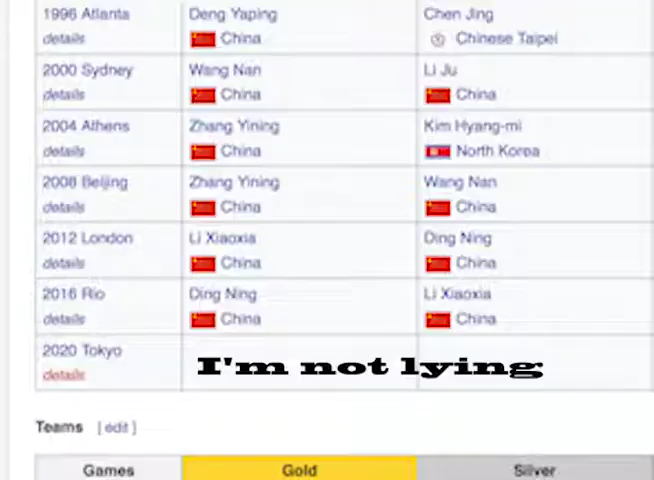 1996 Atlanta Deng Yaping Chen Jing
details China Chinese Taipei
2000 Sydney Wang Nan Li Ju
details China China
2004 Athens Zhang Yining Kim Hyang-mi
details China North Korea
2008 Beijing Zhang Yining Wang Nan
details China China
2012 London Li Xiaoxia Ding Ning
details China China
2016 Rio Ding Ning Li Xiaoxia
details China China
2020 Tokyo
I'm not lying
details
Teams [ edit ]
Games Gold Silver